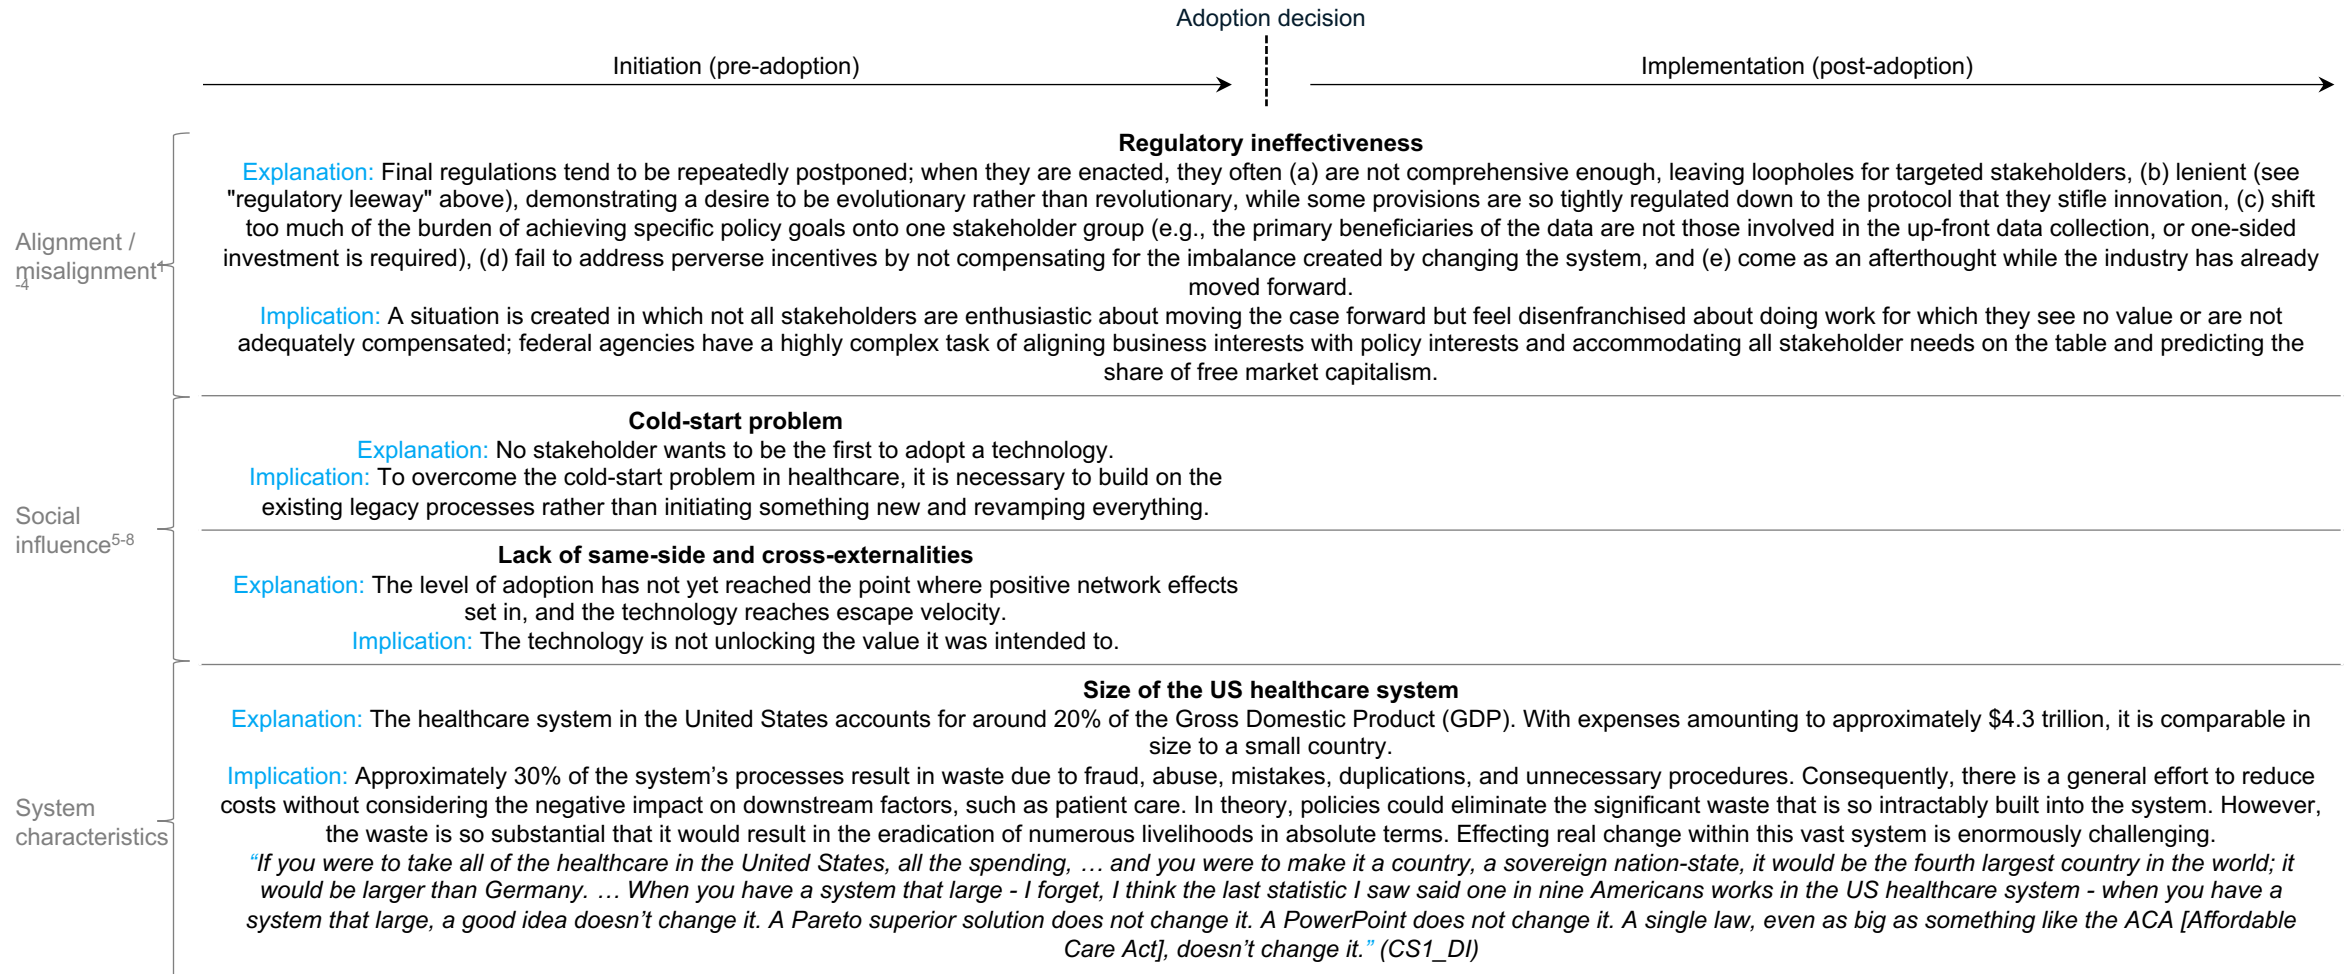 Adoption decision
Initiation (pre-adoption)
Implementation (post-adoption)
Alignment /
misalignment1
-4
Regulatory ineffectiveness
Explanation: Final regulations tend to be repeatedly postponed; when they are enacted, they often (a) are not comprehensive enough, leaving loopholes for targeted stakeholders, (b) lenient (see
"regulatory leeway" above), demonstrating a desire to be evolutionary rather than revolutionary, while some provisions are so tightly regulated down to the protocol that they stifle innovation, (c) shift
too much of the burden of achieving specific policy goals onto one stakeholder group (e.g., the primary beneficiaries of the data are not those involved in the up-front data collection, or one-sided
investment is required), (d) fail to address perverse incentives by not compensating for the imbalance created by changing the system, and (e) come as an afterthought while the industry has already
moved forward.
Implication: A situation is created in which not all stakeholders are enthusiastic about moving the case forward but feel disenfranchised about doing work for which they see no value or are not
adequately compensated; federal agencies have a highly complex task of aligning business interests with policy interests and accommodating all stakeholder needs on the table and predicting the
share of free market capitalism.
Social
influence5-8
Cold-start problem
Explanation: No stakeholder wants to be the first to adopt a technology.
Implication: To overcome the cold-start problem in healthcare, it is necessary to build on the
existing legacy processes rather than initiating something new and revamping everything.
Lack of same-side and cross-externalities
Explanation: The level of adoption has not yet reached the point where positive network effects
set in, and the technology reaches escape velocity.
Implication: The technology is not unlocking the value it was intended to.
System
characteristics
Size of the US healthcare system
Explanation: The healthcare system in the United States accounts for around 20% of the Gross Domestic Product (GDP). With expenses amounting to approximately $4.3 trillion, it is comparable in
size to a small country.
Implication: Approximately 30% of the system’s processes result in waste due to fraud, abuse, mistakes, duplications, and unnecessary procedures. Consequently, there is a general effort to reduce
costs without considering the negative impact on downstream factors, such as patient care. In theory, policies could eliminate the significant waste that is so intractably built into the system. However,
the waste is so substantial that it would result in the eradication of numerous livelihoods in absolute terms. Effecting real change within this vast system is enormously challenging.
“If you were to take all of the healthcare in the United States, all the spending, … and you were to make it a country, a sovereign nation-state, it would be the fourth largest country in the world; it
would be larger than Germany. … When you have a system that large - I forget, I think the last statistic I saw said one in nine Americans works in the US healthcare system - when you have a
system that large, a good idea doesn’t change it. A Pareto superior solution does not change it. A PowerPoint does not change it. A single law, even as big as something like the ACA [Affordable
Care Act], doesn’t change it.” (CS1_DI)